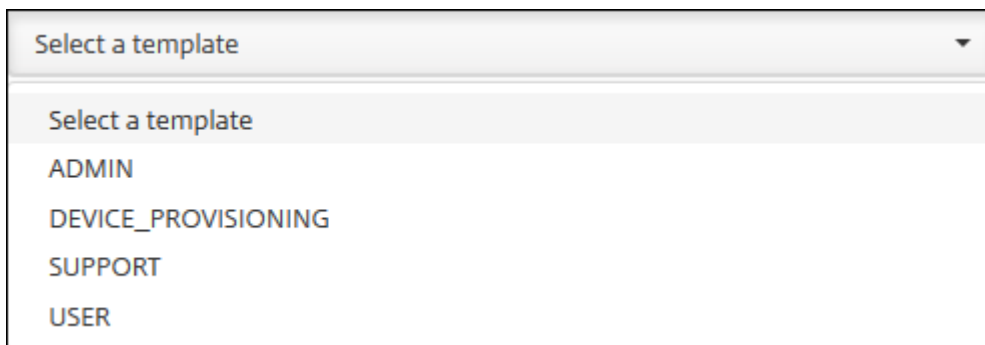 Select a template
Select a template
ADMIN
DEVICE_PROVISIONING
SUPPORT
USER